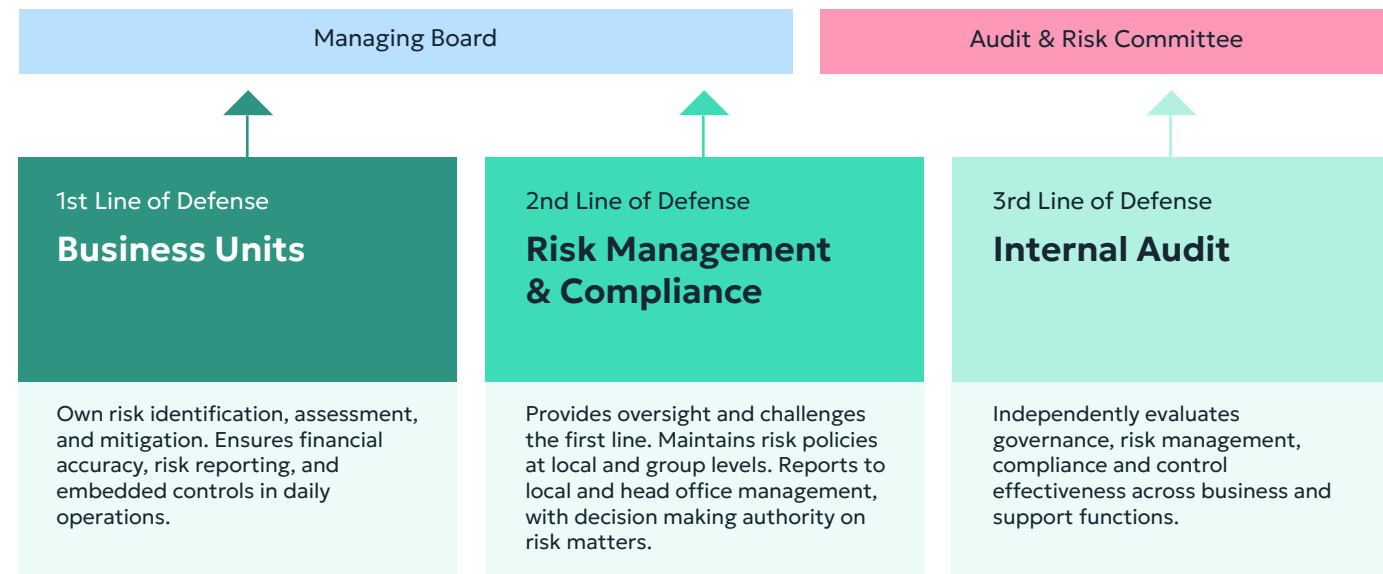 Managing Board
Audit & Risk Committee
1st Line of Defense
Business Units
Own risk identification, assessment,
and mitigation. Ensures financial
accuracy, risk reporting, and
embedded controls in daily
operations.
2nd Line of Defense
Risk Management
& Compliance
Provides oversight and challenges
the first line. Maintains risk policies
at local and group levels. Reports to
local and head office management,
with decision making authority on
risk matters.
3rd Line of Defense
Internal Audit
Independently evaluates
governance, risk management,
compliance and control
effectiveness across business and
support functions.